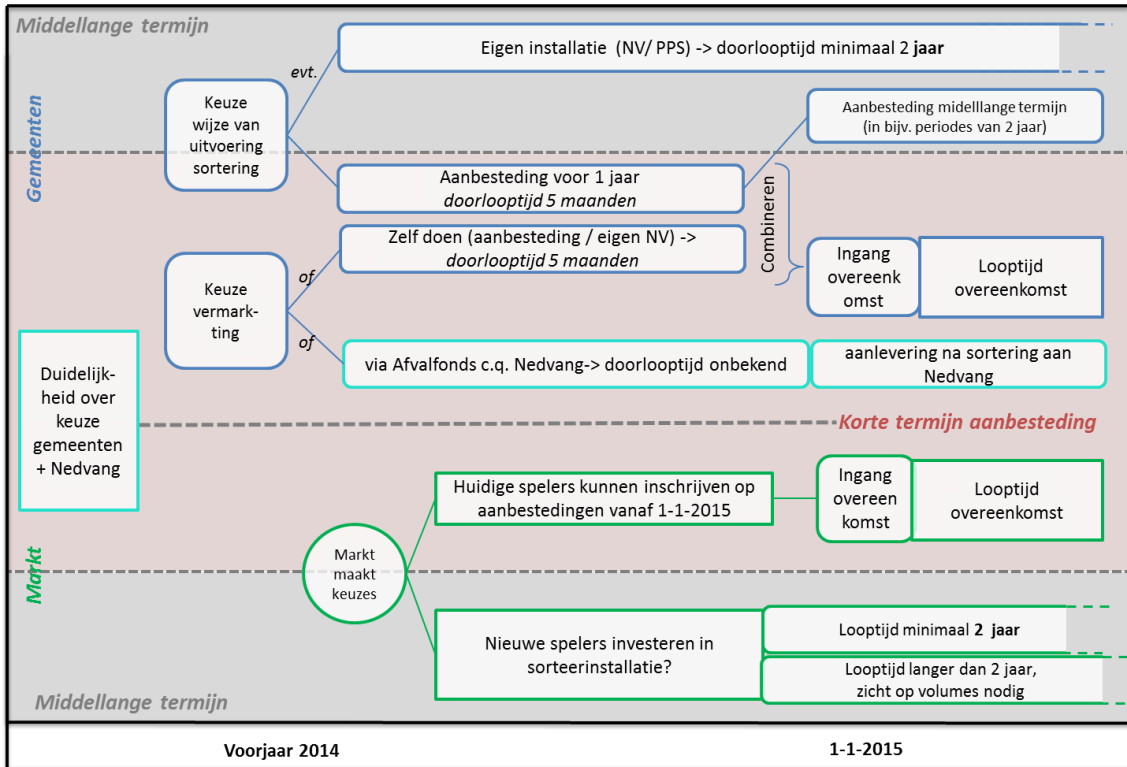 Middellange termijn
Gemeenten
Eigen installatie (NV/ PPS) -> doorlooptijd minimaal 2 jaar
evt.
Keuze
wijze van
uitvoering
sortering
Aanbesteding midelllange termijn
(in bijv. periodes van 2 jaar)
Aanbesteding voor 1 jaar
doorlooptijd 5 maanden
Combineren
Zelf doen (aanbesteding / eigen NV) ->
doorlooptijd 5 maanden
of
Keuze
vermark-
ting
of
Ingang
overeenk
omst
Looptijd
overeenkomst
via Afvalfonds c.q. Nedvang-> doorlooptijd onbekend
aanlevering na sortering aan
Nedvang
Duidelijk-
heid over
keuze
gemeenten
+ Nedvang
Korte termijn aanbesteding
Huidige spelers kunnen inschrijven op
aanbestedingen vanaf 1-1-2015
Ingang
overeen
komst
Looptijd
overeenkomst
Markt
Markt
maakt
keuzes
Nieuwe spelers investeren in
sorteerinstallatie?
Looptijd minimaal 2 jaar
Looptijd langer dan 2 jaar,
zicht op volumes nodig
Middellange termijn
Voorjaar 2014
1-1-2015